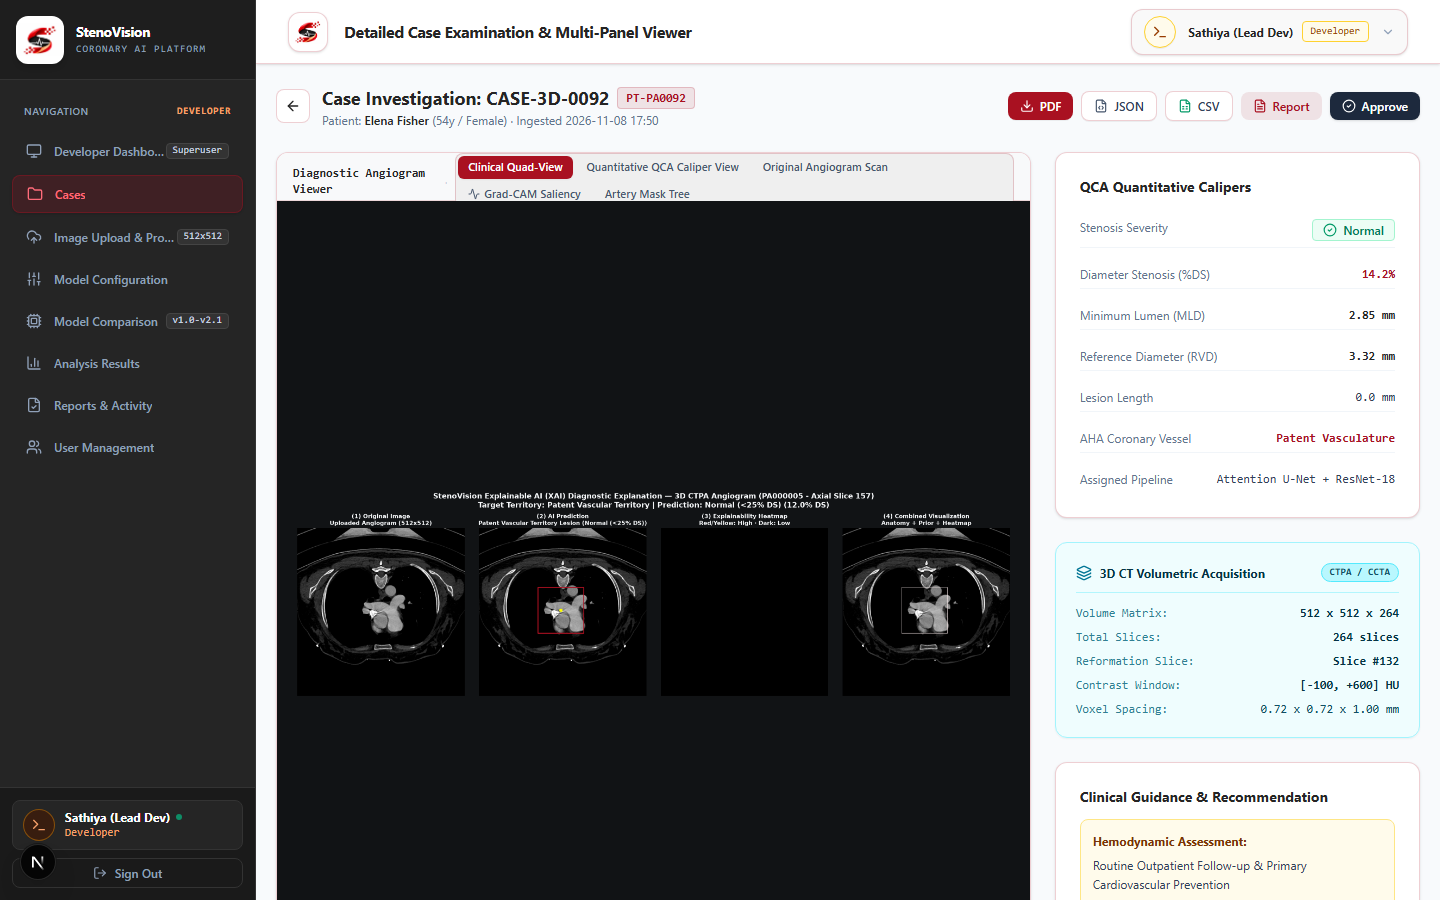 StenoVision
CORONARY AI PLATFORM
NAVIGATION
DEVELOPER
Developer Dashbo...
Superuser
Cases
Image Upload & Pro...
512x512
Model Configuration
Model Comparison
v1.0-v2.1
Analysis Results
Reports & Activity
User Management
Sathiya (Lead Dev)
Developer
N
Sign Out
Detailed Case Examination & Multi-Panel Viewer
Sathiya (Lead Dev)
Developer
Case Investigation: CASE-3D-0092
PT-PA0092
Patient: Elena Fisher (54y / Female) · Ingested 2026-11-08 17:50
PDF
JSON
CSV
Report
Approve
Diagnostic Angiogram
Viewer
Clinical Quad-View
Quantitative QCA Caliper View
Original Angiogram Scan
Grad-CAM Saliency
Artery Mask Tree
StenoVision Explainable AI (XAI) Diagnostic Explanation — 3D CTPA Angiogram (PA000005 - Axial Slice 157)
Target Territory: Patent Vascular Territory | Prediction: Normal (<25% DS) (12.0% DS)
(1) Original Image
Uploaded Angiogram (512x512)
(2) AI Prediction
Patent Vascular Territory Lesion (Normal (<25% DS))
(3) Explainability Heatmap
Red/Yellow: High · Dark: Low
(4) Combined Visualization
Anatomy + Prior + Heatmap
QCA Quantitative Calipers
Stenosis Severity
Normal
Diameter Stenosis (%DS)
14.2%
Minimum Lumen (MLD)
2.85 mm
Reference Diameter (RVD)
3.32 mm
Lesion Length
0.0 mm
AHA Coronary Vessel
Patent Vasculature
Assigned Pipeline
Attention U-Net + ResNet-18
3D CT Volumetric Acquisition
CTPA / CCTA
Volume Matrix:
512 x 512 x 264
Total Slices:
264 slices
Reformation Slice:
Slice #132
Contrast Window:
[-100, +600] HU
Voxel Spacing:
0.72 x 0.72 x 1.00 mm
Clinical Guidance & Recommendation
Hemodynamic Assessment:
Routine Outpatient Follow-up & Primary
Cardiovascular Prevention